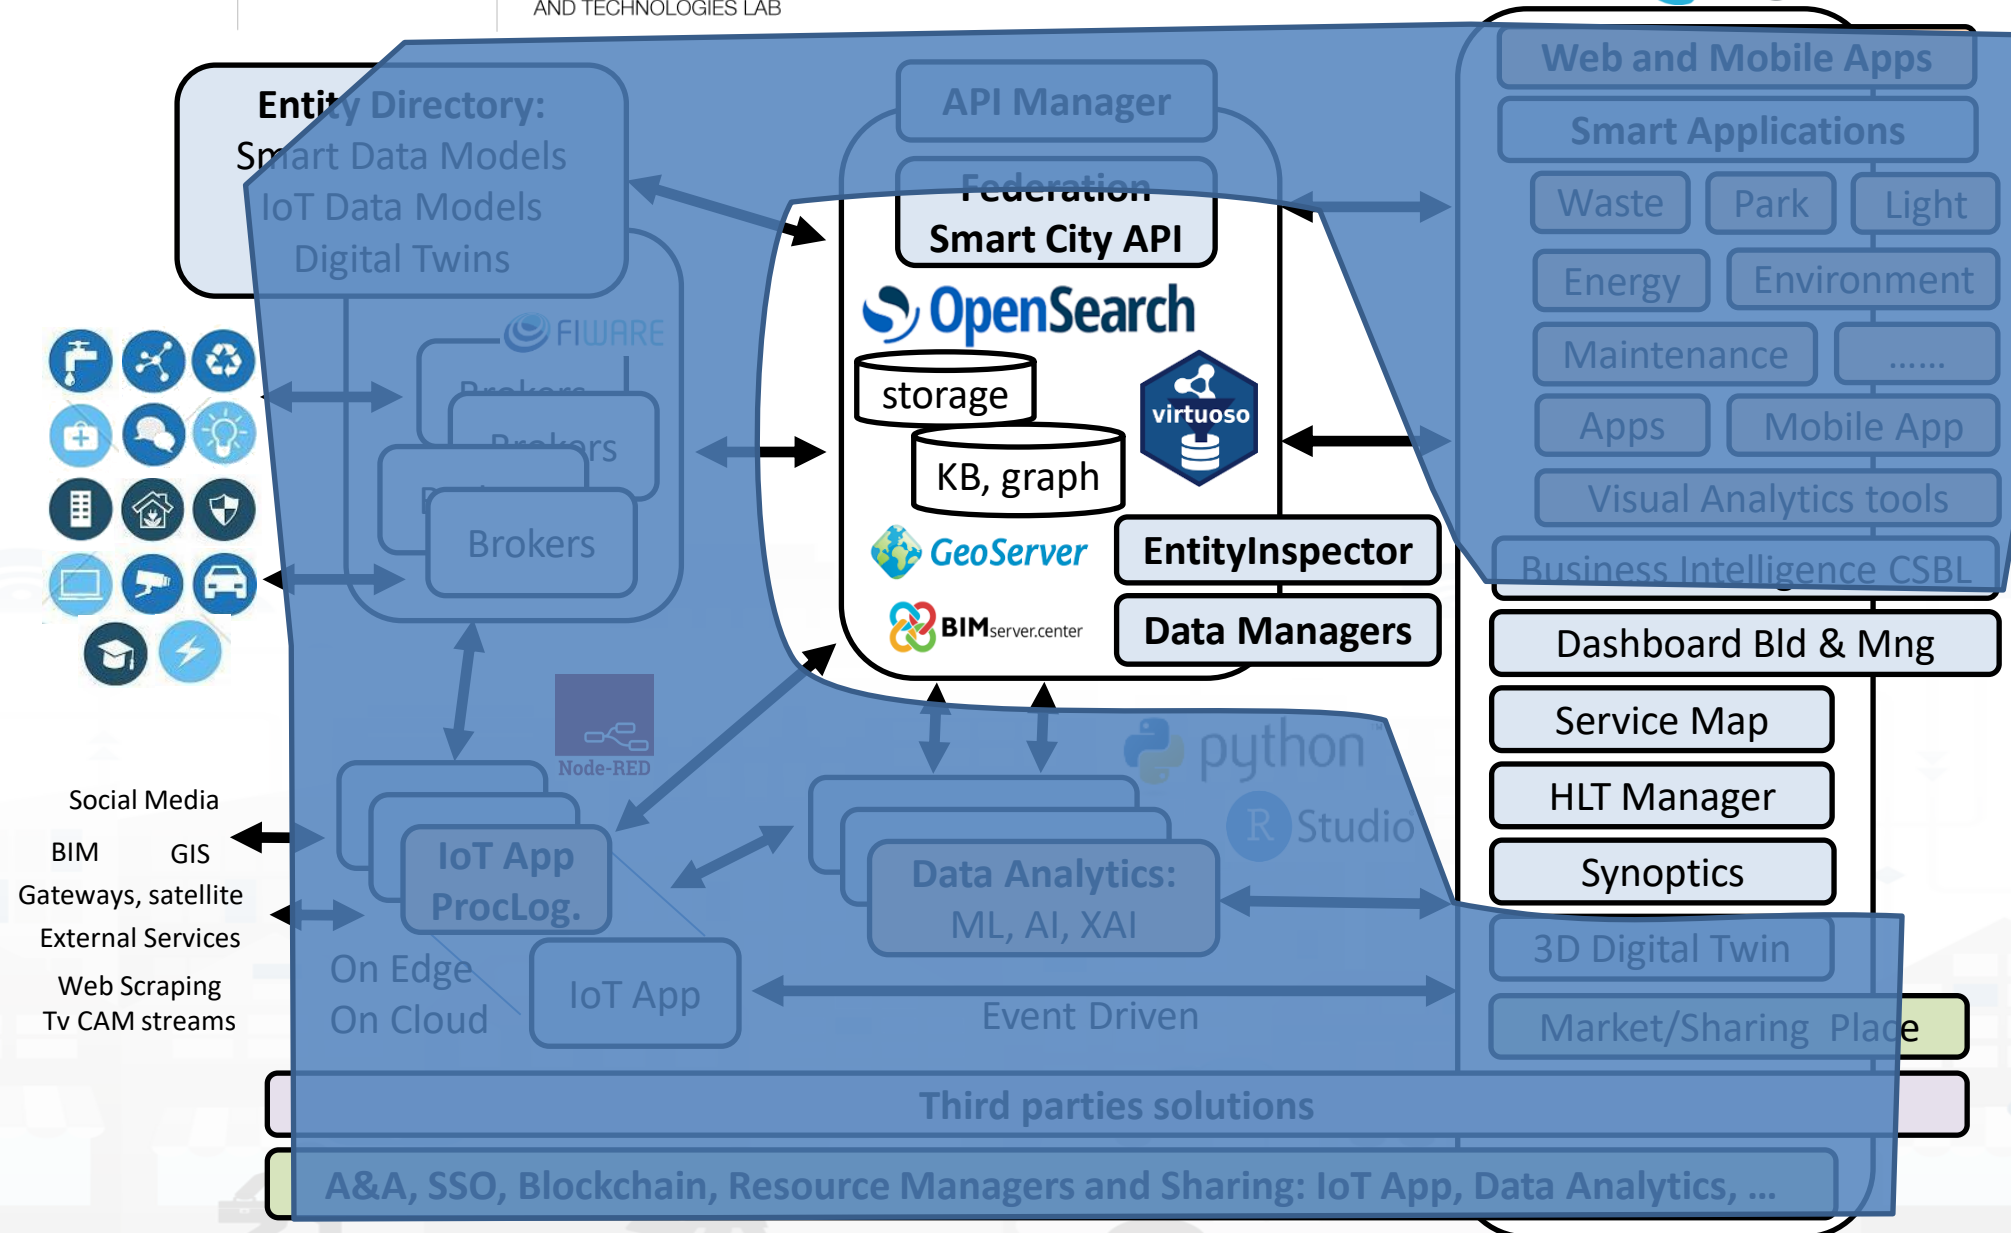 AND TECHNOLOGIES LAB
Entity Directory:
Smart Data Models
IoT Data Models
Digital Twins
FIWARE
Brokers
Brokers
Brokers
Node-RED
Social Media
BIM GIS
Gateways, satellite
External Services
Web Scraping
Tv CAM streams
IoT App
ProcLog.
On Edge
On Cloud
IoT App
API Manager
Federation
Smart City API
OpenSearch
storage
virtuoso
KB, graph
GeoServer
EntityInspector
BIMserver.center
Data Managers
python
R Studio
Data Analytics:
ML, AI, XAI
Event Driven
Web and Mobile Apps
Smart Applications
Waste Park Light
Energy Environment
Maintenance ......
Apps Mobile App
Visual Analytics tools
Business Intelligence CSBL
Dashboard Bld & Mng
Service Map
HLT Manager
Synoptics
3D Digital Twin
Market/Sharing Place
Third parties solutions
A&A, SSO, Blockchain, Resource Managers and Sharing: IoT App, Data Analytics, ...